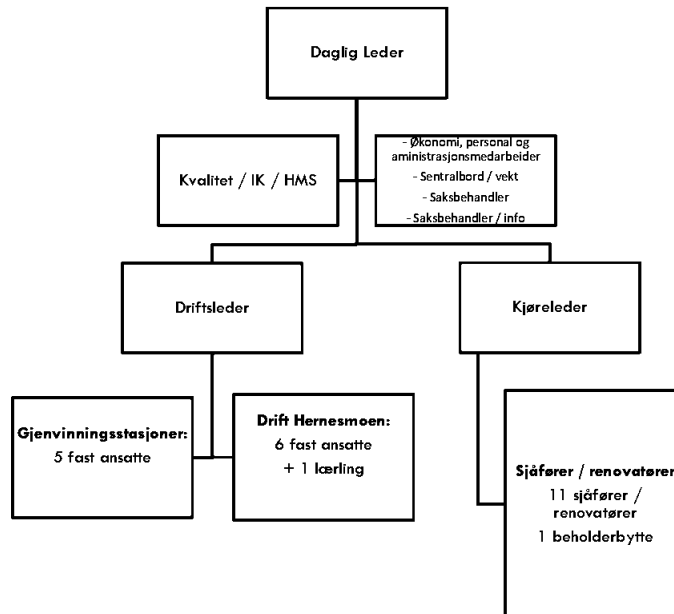 Daglig Leder
Kvalitet / IK / HMS
- Økonomi, personal og
aministrasjonsmedarbeider
- Sentralbord / vekt
- Saksbehandler
- Saksbehandler / info
Driftsleder
Kjøreleder
Gjenvinningsstasjoner:
5 fast ansatte
Drift Hernesmoen:
6 fast ansatte
+ 1 lærling
Sjåfører / renovatører
11 sjåfører /
renovatører
1 beholderbytte